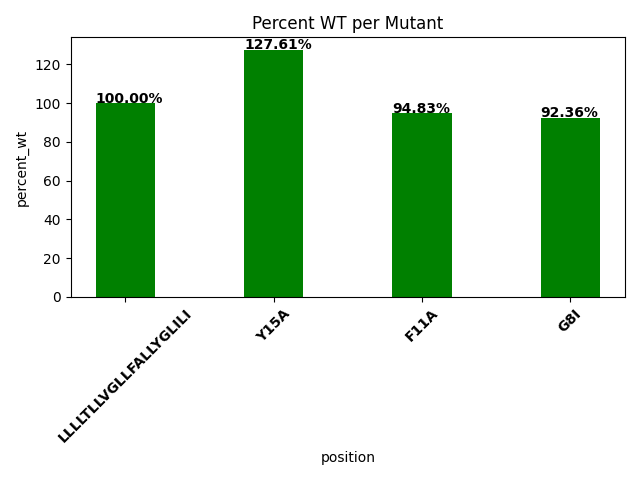 Percent WT per Mutant
127.61%
100.00%
94.83%
92.36%
percent_wt
120
100
80
60
40
20
0
LLLLTLLVGLLFALLYGLILI
Y15A
F11A
G8I
position